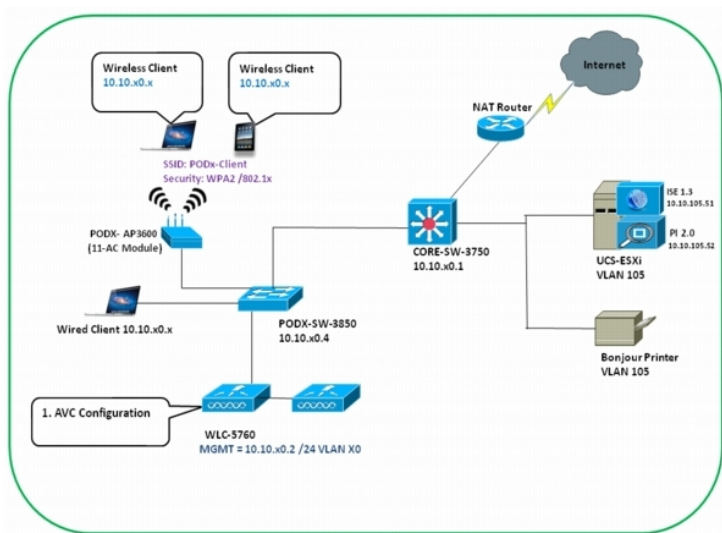 Wireless Client
10.10.x0.x
Wireless Client
10.10.x0.x
Internet
NAT Router
SSID: PODx-Client
Security: WPA2 /802.1x
ISE 1.3
10.10.105.51
PI 2.0
10.10.105.52
UCS-ESXi
VLAN 105
PODX- AP3600
(11-AC Module)
CORE-SW-3750
10.10.x0.1
Wired Client 10.10.x0.x
PODX-SW-3850
10.10.x0.4
Bonjour Printer
VLAN 105
1. AVC Configuration
WLC-5760
MGMT = 10.10.x0.2 /24 VLAN X0